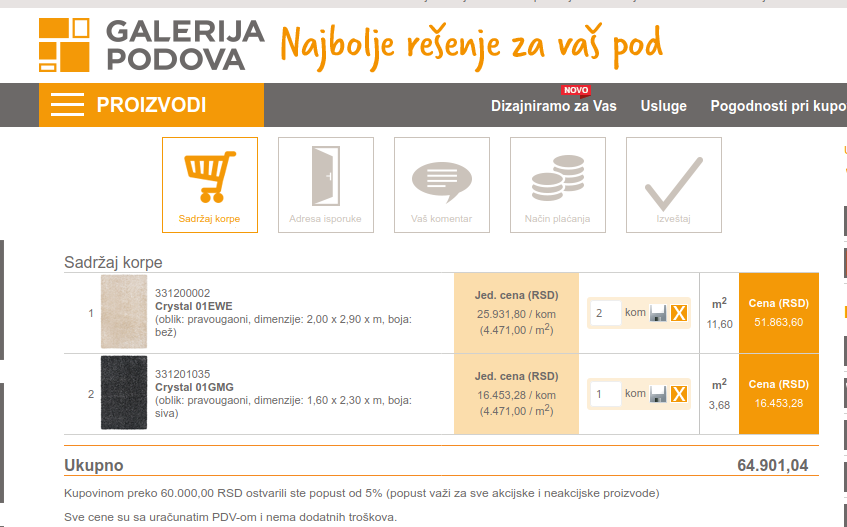 GALERIJA
PODOVA
Najbolje rešenje za vaš pod
PROIZVODI
NOVO
Dizajniramo za Vas Usluge Pogodnosti pri kupo
Sadržaj korpe Adresa isporuke Vaš komentar Način plaćanja Izveštaj
Sadržaj korpe
1
331200002
Crystal 01EWE
(oblik: pravougaoni, dimenzije: 2,00 x 2,90 x m, boja:
bež)
Jed. cena (RSD)
25.931,80 / kom
(4.471,00 / m²)
2 kom X
m²
11,60
Cena (RSD)
51.863,60
2
331201035
Crystal 01GMG
(oblik: pravougaoni, dimenzije: 1,60 x 2,30 x m, boja:
siva)
Jed. cena (RSD)
16.453,28 / kom
(4.471,00 / m²)
1 kom X
m²
3,68
Cena (RSD)
16.453,28
Ukupno 64.901,04
Kupovinom preko 60.000,00 RSD ostvarili ste popust od 5% (popust važi za sve akcijske i neakcijske proizvode)
Sve cene su sa uračunatim PDV-om i nema dodatnih troškova.